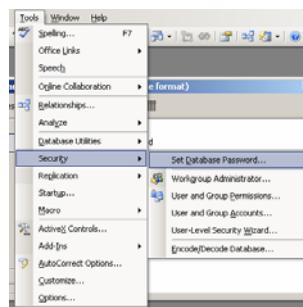 Tools Window Help
Spelling... F7
Office Links
Speech
Online Collaboration
e format)
Relationships...
Analyze
Database Utilities
d
Security
Set Database Password...
Replication
Workgroup Administrator...
Startup...
User and Group Permissions...
Macro
User and Group Accounts...
ActiveX Controls...
User-Level Security Wizard...
Add-Ins
Encode/Decode Database...
AutoCorrect Options...
Customize...
Options...